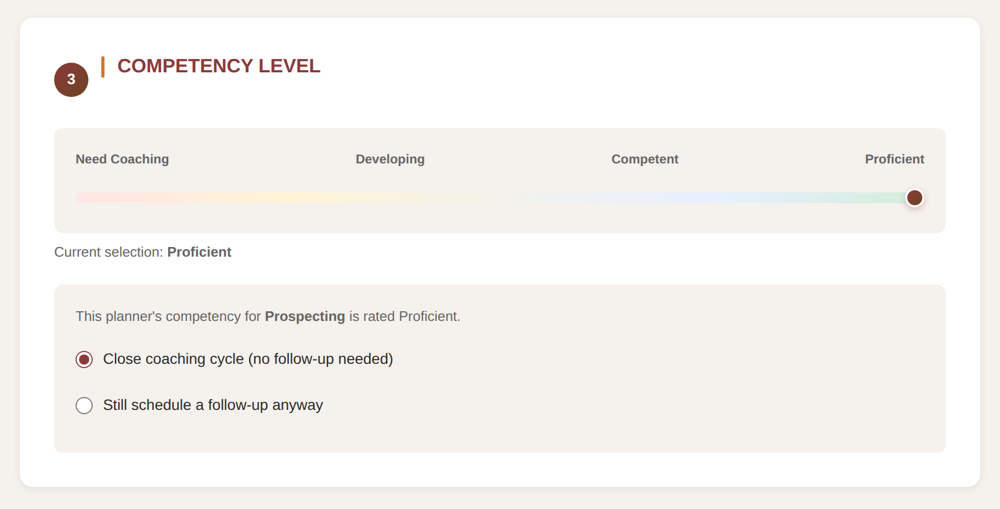 3
COMPETENCY LEVEL
Need Coaching Developing Competent Proficient
Current selection: Proficient
This planner's competency for Prospecting is rated Proficient.
Close coaching cycle (no follow-up needed)
Still schedule a follow-up anyway